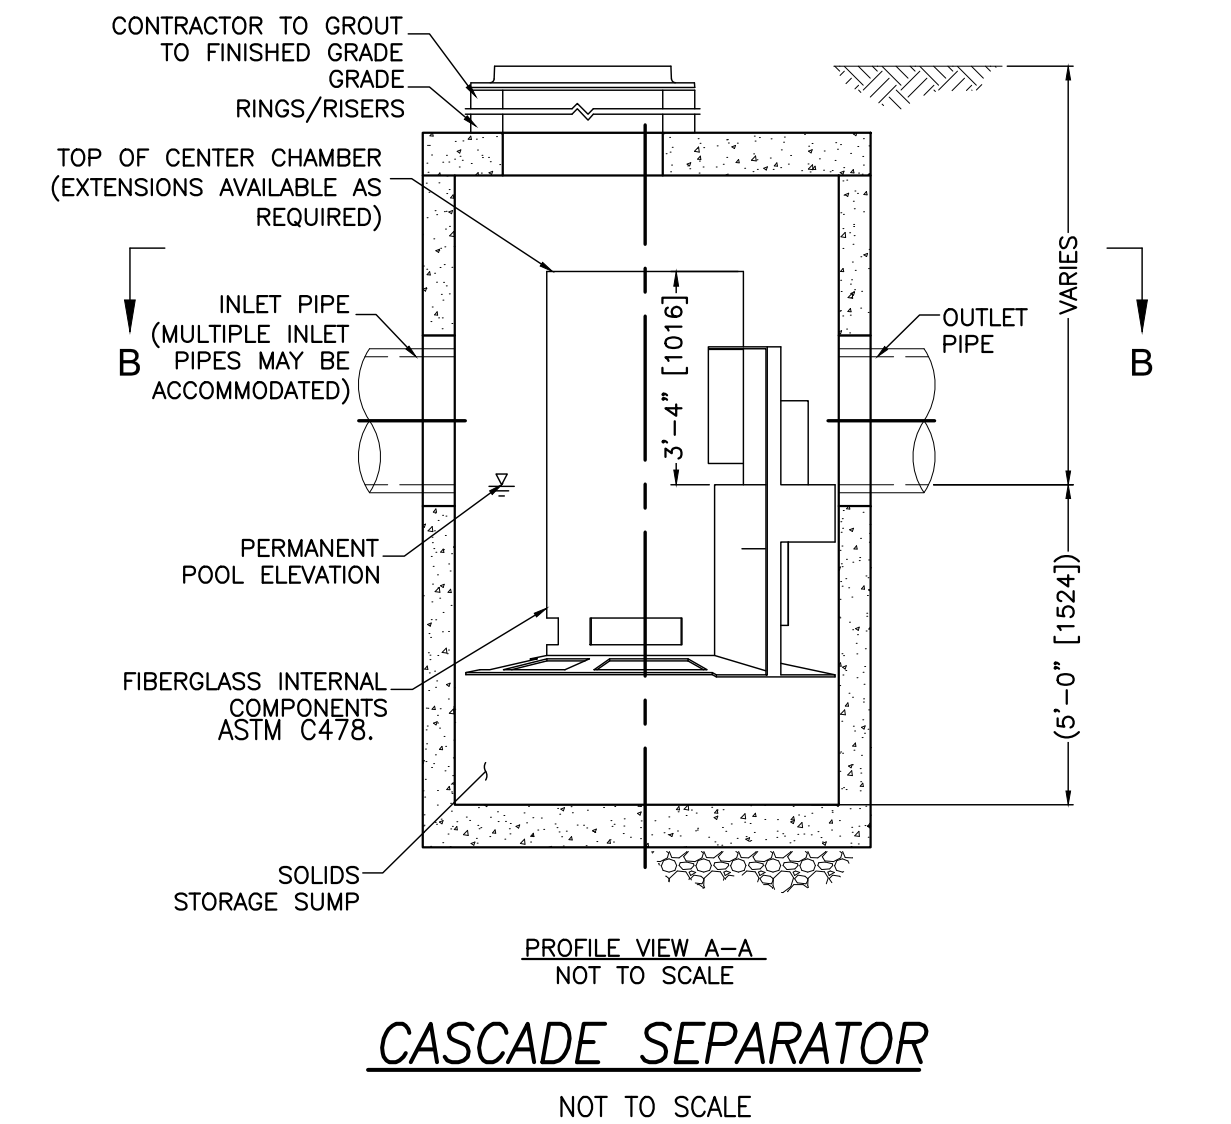 CONTRACTOR TO GROUT
TO FINISHED GRADE
GRADE
RINGS/RISERS
TOP OF CENTER CHAMBER
(EXTENSIONS AVAILABLE AS
REQUIRED)
INLET PIPE
(MULTIPLE INLET
PIPES MAY BE
ACCOMMODATED)
B
3'-4" [1016]
VARIES
OUTLET
PIPE
B
PERMANENT
POOL ELEVATION
(5'-0" [1524])
FIBERGLASS INTERNAL
COMPONENTS
ASTM C478.
SOLIDS
STORAGE SUMP
PROFILE VIEW A-A
NOT TO SCALE
CASCADE SEPARATOR
NOT TO SCALE